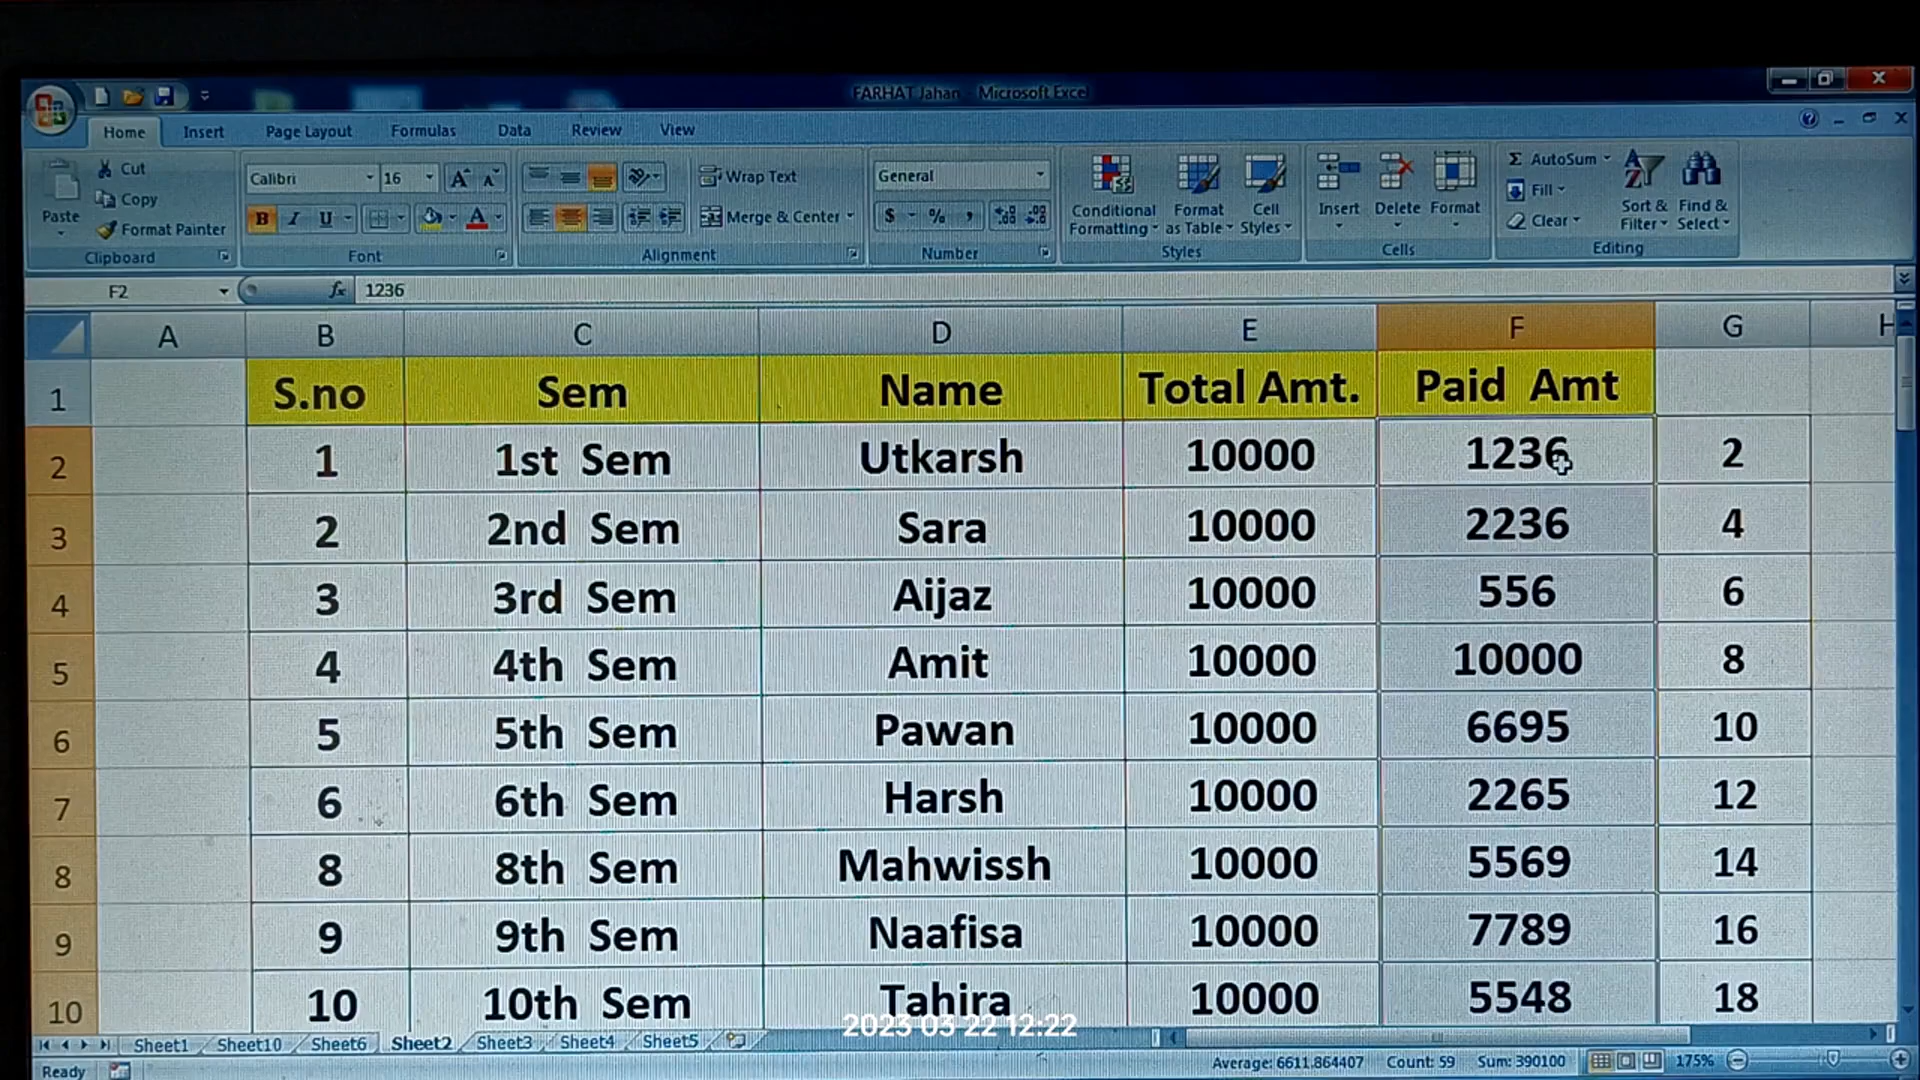 FARHAT Jahan - Microsoft Excel
Home Insert Page Layout Formulas Data Review View
Cut
Copy
Format Painter
Paste
Clipboard
Calibri 16
B I U
Font
Wrap Text
Merge & Center
Alignment
General
$ % ,
Number
Conditional Formatting
Format as Table
Cell Styles
Styles
Insert Delete Format
Cells
Σ AutoSum
Fill
Clear
Sort & Filter
Find & Select
Editing
F2 fx 1236
A B C D E F G H
1 S.no Sem Name Total Amt. Paid Amt
2 1 1st Sem Utkarsh 10000 1236 2
3 2 2nd Sem Sara 10000 2236 4
4 3 3rd Sem Aijaz 10000 556 6
5 4 4th Sem Amit 10000 10000 8
6 5 5th Sem Pawan 10000 6695 10
7 6 6th Sem Harsh 10000 2265 12
8 8 8th Sem Mahwissh 10000 5569 14
9 9 9th Sem Naafisa 10000 7789 16
10 10 10th Sem Tahira 10000 5548 18
2023 03 22 12:22
Sheet1 Sheet10 Sheet6 Sheet2 Sheet3 Sheet4 Sheet5
Ready Average: 6611.864407 Count: 59 Sum: 390100 175%